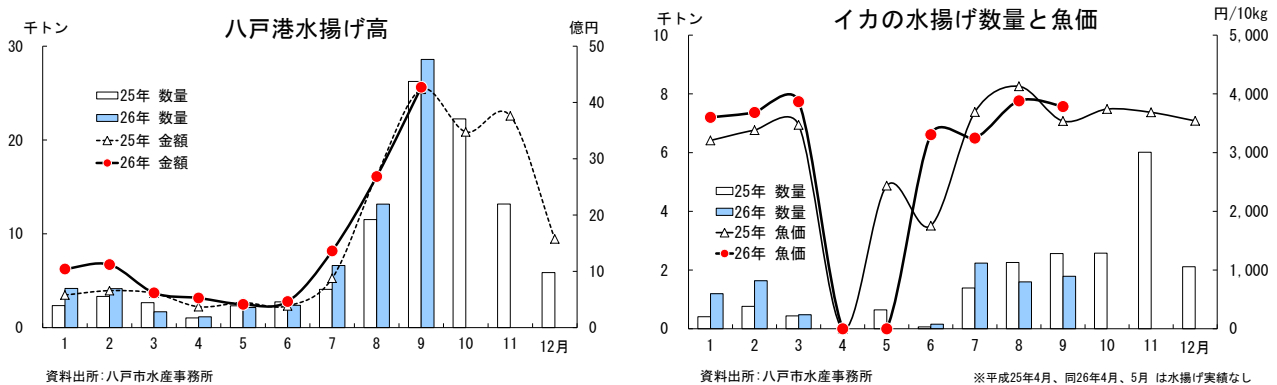 八戸港水揚げ高
千トン
億円
30
20
10
0
50
40
30
20
10
0
25年 数量
26年 数量
25年 金額
26年 金額
1 2 3 4 5 6 7 8 9 10 11 12月
資料出所:八戸市水産事務所
イカの水揚げ数量と魚価
千トン
円/10kg
10
8
6
4
2
0
5,000
4,000
3,000
2,000
1,000
0
25年 数量
26年 数量
25年 魚価
26年 魚価
1 2 3 4 5 6 7 8 9 10 11 12月
資料出所:八戸市水産事務所
※平成25年4月、同26年4月、5月 は水揚げ実績なし